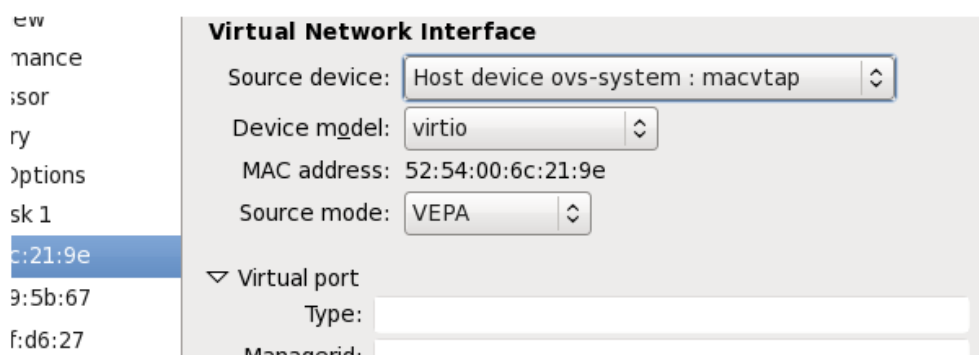 Virtual Network Interface
mance
Source device: Host device ovs-system : macvtap
ssor
Device model: virtio
ry
MAC address: 52:54:00:6c:21:9e
Options
Source mode: VEPA
sk 1
c:21:9e
Virtual port
9:5b:67
Type:
f:d6:27
Managerid: